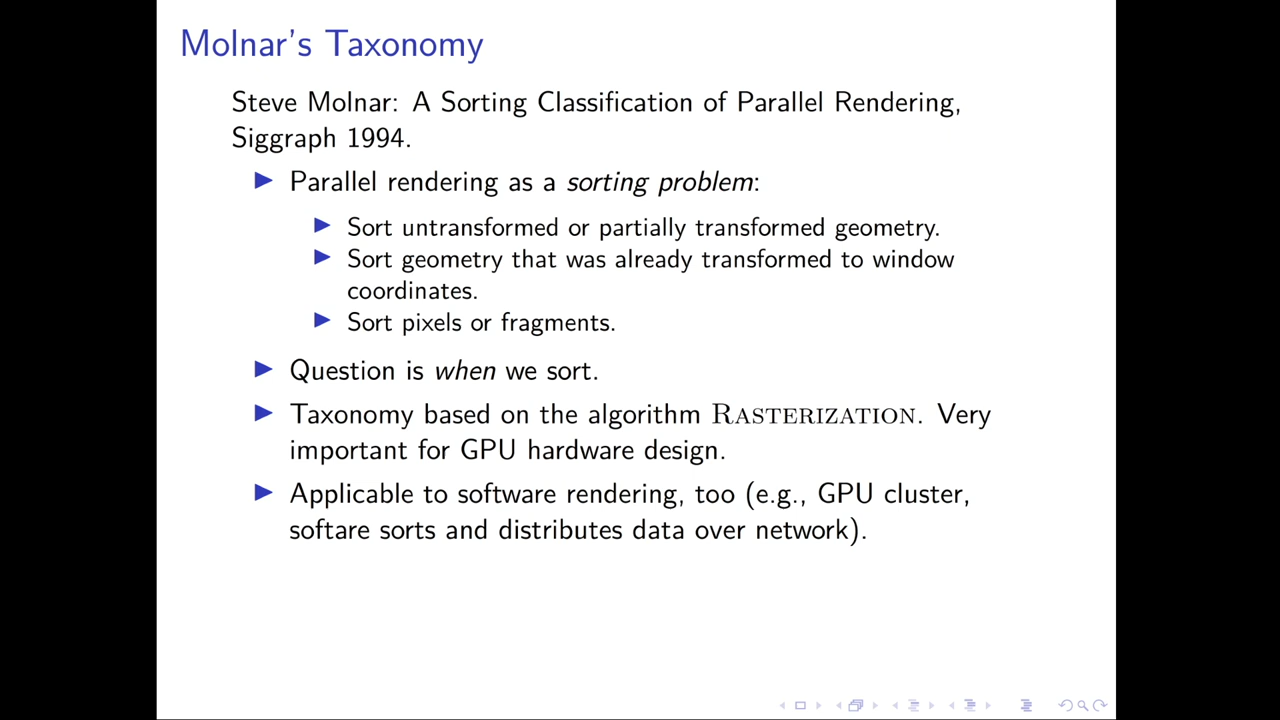 Molnar's Taxonomy
Steve Molnar: A Sorting Classification of Parallel Rendering,
Siggraph 1994.
Parallel rendering as a sorting problem:
Sort untransformed or partially transformed geometry.
Sort geometry that was already transformed to window
coordinates.
Sort pixels or fragments.
Question is when we sort.
Taxonomy based on the algorithm Rasterization. Very
important for GPU hardware design.
Applicable to software rendering, too (e.g., GPU cluster,
softare sorts and distributes data over network).